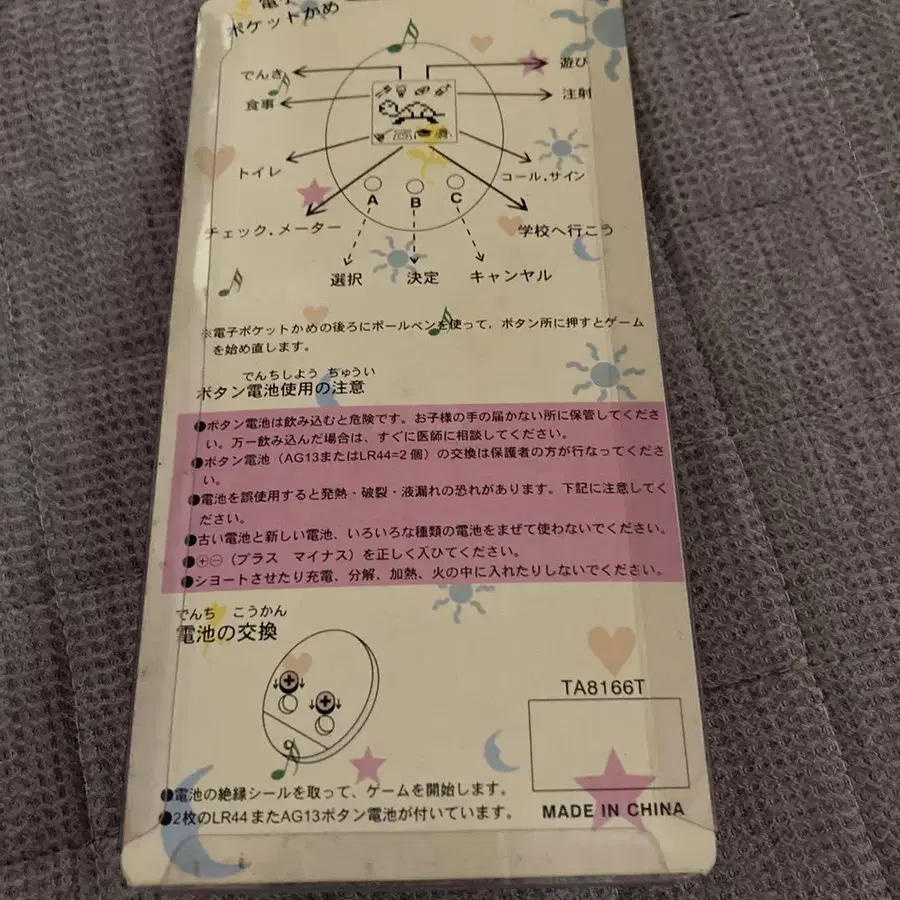 電子
ポケットかめ
でんき
遊び
食事
注射
トイレ
コール.サイン
チェック.メーター
学校へ行こう
A B C
選択 決定 キャンヤル
※電子ポケットかめの後ろにボールペンを使って，ボタン所に押すとゲーム
を始め直します。
でんちしよう ちゅうい
ボタン電池使用の注意
●ボタン電池は飲み込むと危険です。お子様の手の届かない所に保管してくださ
い。万一飲み込んだ場合は、すぐに医師に相談してください。
●ボタン電池（AG13またはLR44=2個）の交換は保護者の方が行なってくださ
い。
●電池を誤使用すると発熱・破裂・液漏れの恐れがあります。下記に注意してく
ださい。
●古い電池と新しい電池、いろいろな種類の電池をまぜて使わないでください。
●⊕⊖（プラス マイナス）を正しく入ひてください。
●シヨートさせたり充電、分解、加熱、火の中に入れたりしないでください。
でんち こうかん
電池の交換
TA8166T
●電池の絶縁シールを取って、ゲームを開始します。
●2枚のLR44またAG13ボタン電池が付いています。
MADE IN CHINA